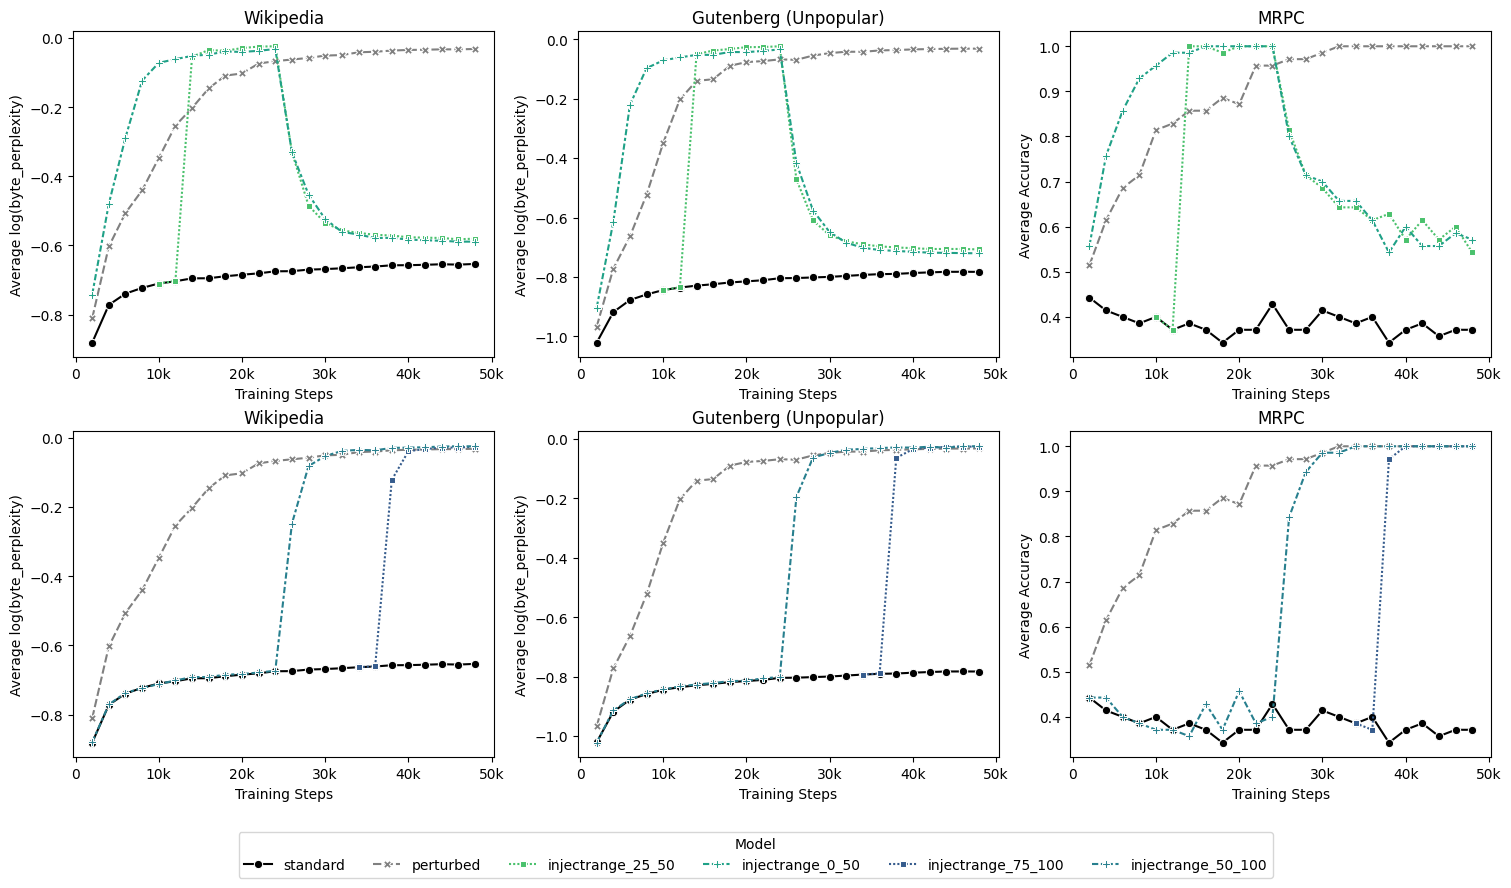 Wikipedia
Average log(byte_perplexity)
0.0
−0.2
−0.4
−0.6
−0.8
0
10k
20k
30k
40k
50k
Training Steps
Gutenberg (Unpopular)
Average log(byte_perplexity)
0.0
−0.2
−0.4
−0.6
−0.8
−1.0
0
10k
20k
30k
40k
50k
Training Steps
MRPC
Average Accuracy
1.0
0.9
0.8
0.7
0.6
0.5
0.4
0
10k
20k
30k
40k
50k
Training Steps
Wikipedia
Average log(byte_perplexity)
0.0
−0.2
−0.4
−0.6
−0.8
0
10k
20k
30k
40k
50k
Training Steps
Gutenberg (Unpopular)
Average log(byte_perplexity)
0.0
−0.2
−0.4
−0.6
−0.8
−1.0
0
10k
20k
30k
40k
50k
Training Steps
MRPC
Average Accuracy
1.0
0.9
0.8
0.7
0.6
0.5
0.4
0
10k
20k
30k
40k
50k
Training Steps
Model
standard perturbed injectrange_25_50 injectrange_0_50 injectrange_75_100 injectrange_50_100